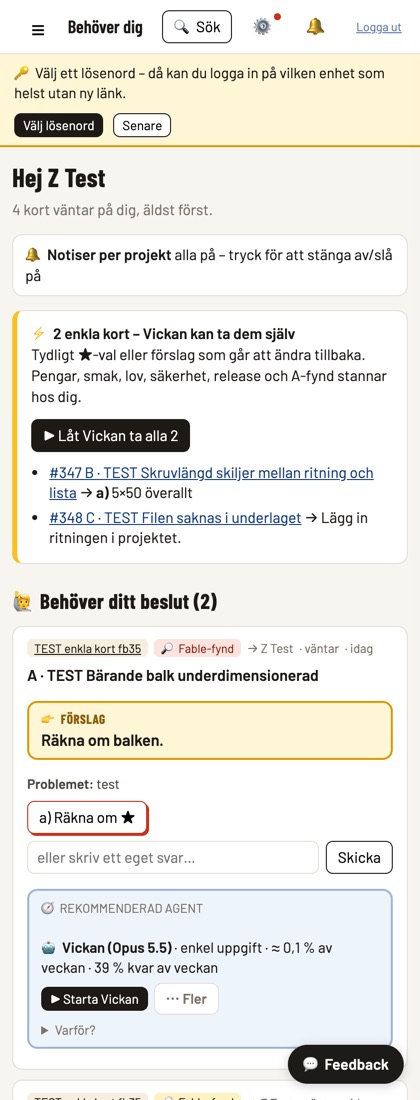 Behöver dig
Sök
Logga ut
Välj ett lösenord – då kan du logga in på vilken enhet som
helst utan ny länk.
Välj lösenord
Senare
Hej Z Test
4 kort väntar på dig, äldst först.
Notiser per projekt alla på – tryck för att stänga av/slå
på
2 enkla kort – Vickan kan ta dem själv
Tydligt ★-val eller förslag som går att ändra tillbaka.
Pengar, smak, lov, säkerhet, release och A-fynd stannar
hos dig.
▶ Låt Vickan ta alla 2
• #347 B · TEST Skruvlängd skiljer mellan ritning och
lista → a) 5×50 överallt
• #348 C · TEST Filen saknas i underlaget → Lägg in
ritningen i projektet.
Behöver ditt beslut (2)
TEST enkla kort fb35
Fable-fynd
→ Z Test · väntar · idag
A · TEST Bärande balk underdimensionerad
FÖRSLAG
Räkna om balken.
Problemet: test
a) Räkna om ★
eller skriv ett eget svar...
Skicka
REKOMMENDERAD AGENT
Vickan (Opus 5.5) · enkel uppgift · ≈ 0,1 % av
veckan · 39 % kvar av veckan
▶ Starta Vickan
··· Fler
▶ Varför?
Feedback